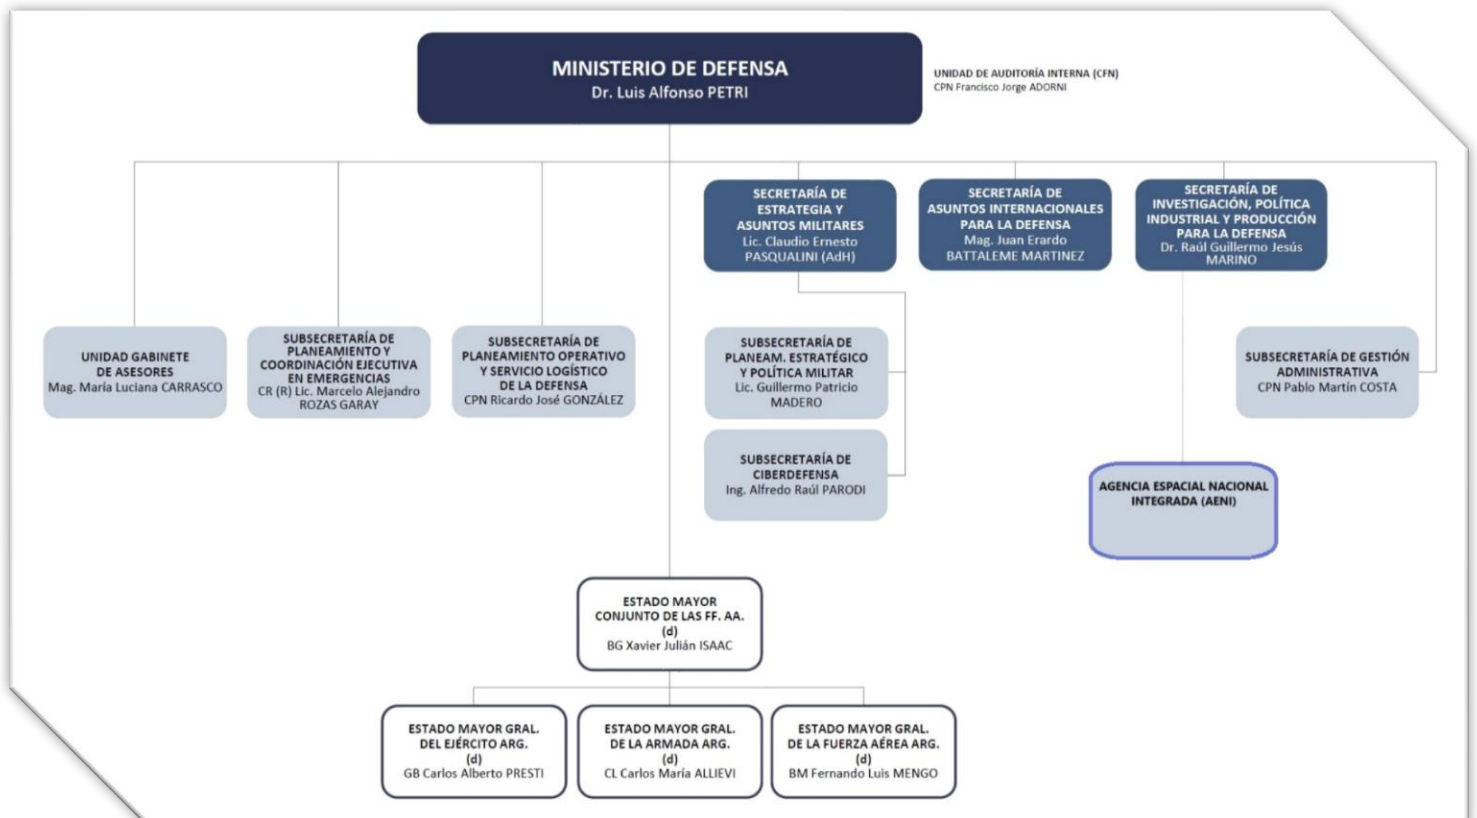 MINISTERIO DE DEFENSA
Dr. Luis Alfonso PETRI
UNIDAD DE AUDITORÍA INTERNA (CFN)
CPN Francisco Jorge ADORNI
SECRETARÍA DE
ESTRATEGIA Y
ASUNTOS MILITARES
Lic. Claudio Ernesto
PASQUALINI (AdH)
SECRETARÍA DE
ASUNTOS INTERNACIONALES
PARA LA DEFENSA
Mag. Juan Erardo
BATTALEME MARTINEZ
SECRETARÍA DE
INVESTIGACIÓN, POLÍTICA
INDUSTRIAL Y PRODUCCIÓN
PARA LA DEFENSA
Dr. Raúl Guillermo Jesús
MARINO
UNIDAD GABINETE
DE ASESORES
Mag. María Luciana CARRASCO
SUBSECRETARÍA DE
PLANEAMIENTO Y
COORDINACIÓN EJECUTIVA
EN EMERGENCIAS
CR (R) Lic. Marcelo Alejandro
ROZAS GARAY
SUBSECRETARÍA DE
PLANEAMIENTO OPERATIVO
Y SERVICIO LOGÍSTICO
DE LA DEFENSA
CPN Ricardo José GONZÁLEZ
SUBSECRETARÍA DE
PLANEAM. ESTRATÉGICO
Y POLÍTICA MILITAR
Lic. Guillermo Patricio
MADERO
SUBSECRETARÍA DE GESTIÓN
ADMINISTRATIVA
CPN Pablo Martín COSTA
SUBSECRETARÍA DE
CIBERDEFENSA
Ing. Alfredo Raúl PARODI
AGENCIA ESPACIAL NACIONAL
INTEGRADA (AENI)
ESTADO MAYOR
CONJUNTO DE LAS FF. AA.
(d)
BG Xavier Julián ISAAC
ESTADO MAYOR GRAL.
DEL EJÉRCITO ARG.
(d)
GB Carlos Alberto PRESTI
ESTADO MAYOR GRAL.
DE LA ARMADA ARG.
(d)
CL Carlos María ALLIEVI
ESTADO MAYOR GRAL.
DE LA FUERZA AÉREA ARG.
(d)
BM Fernando Luis MENGO